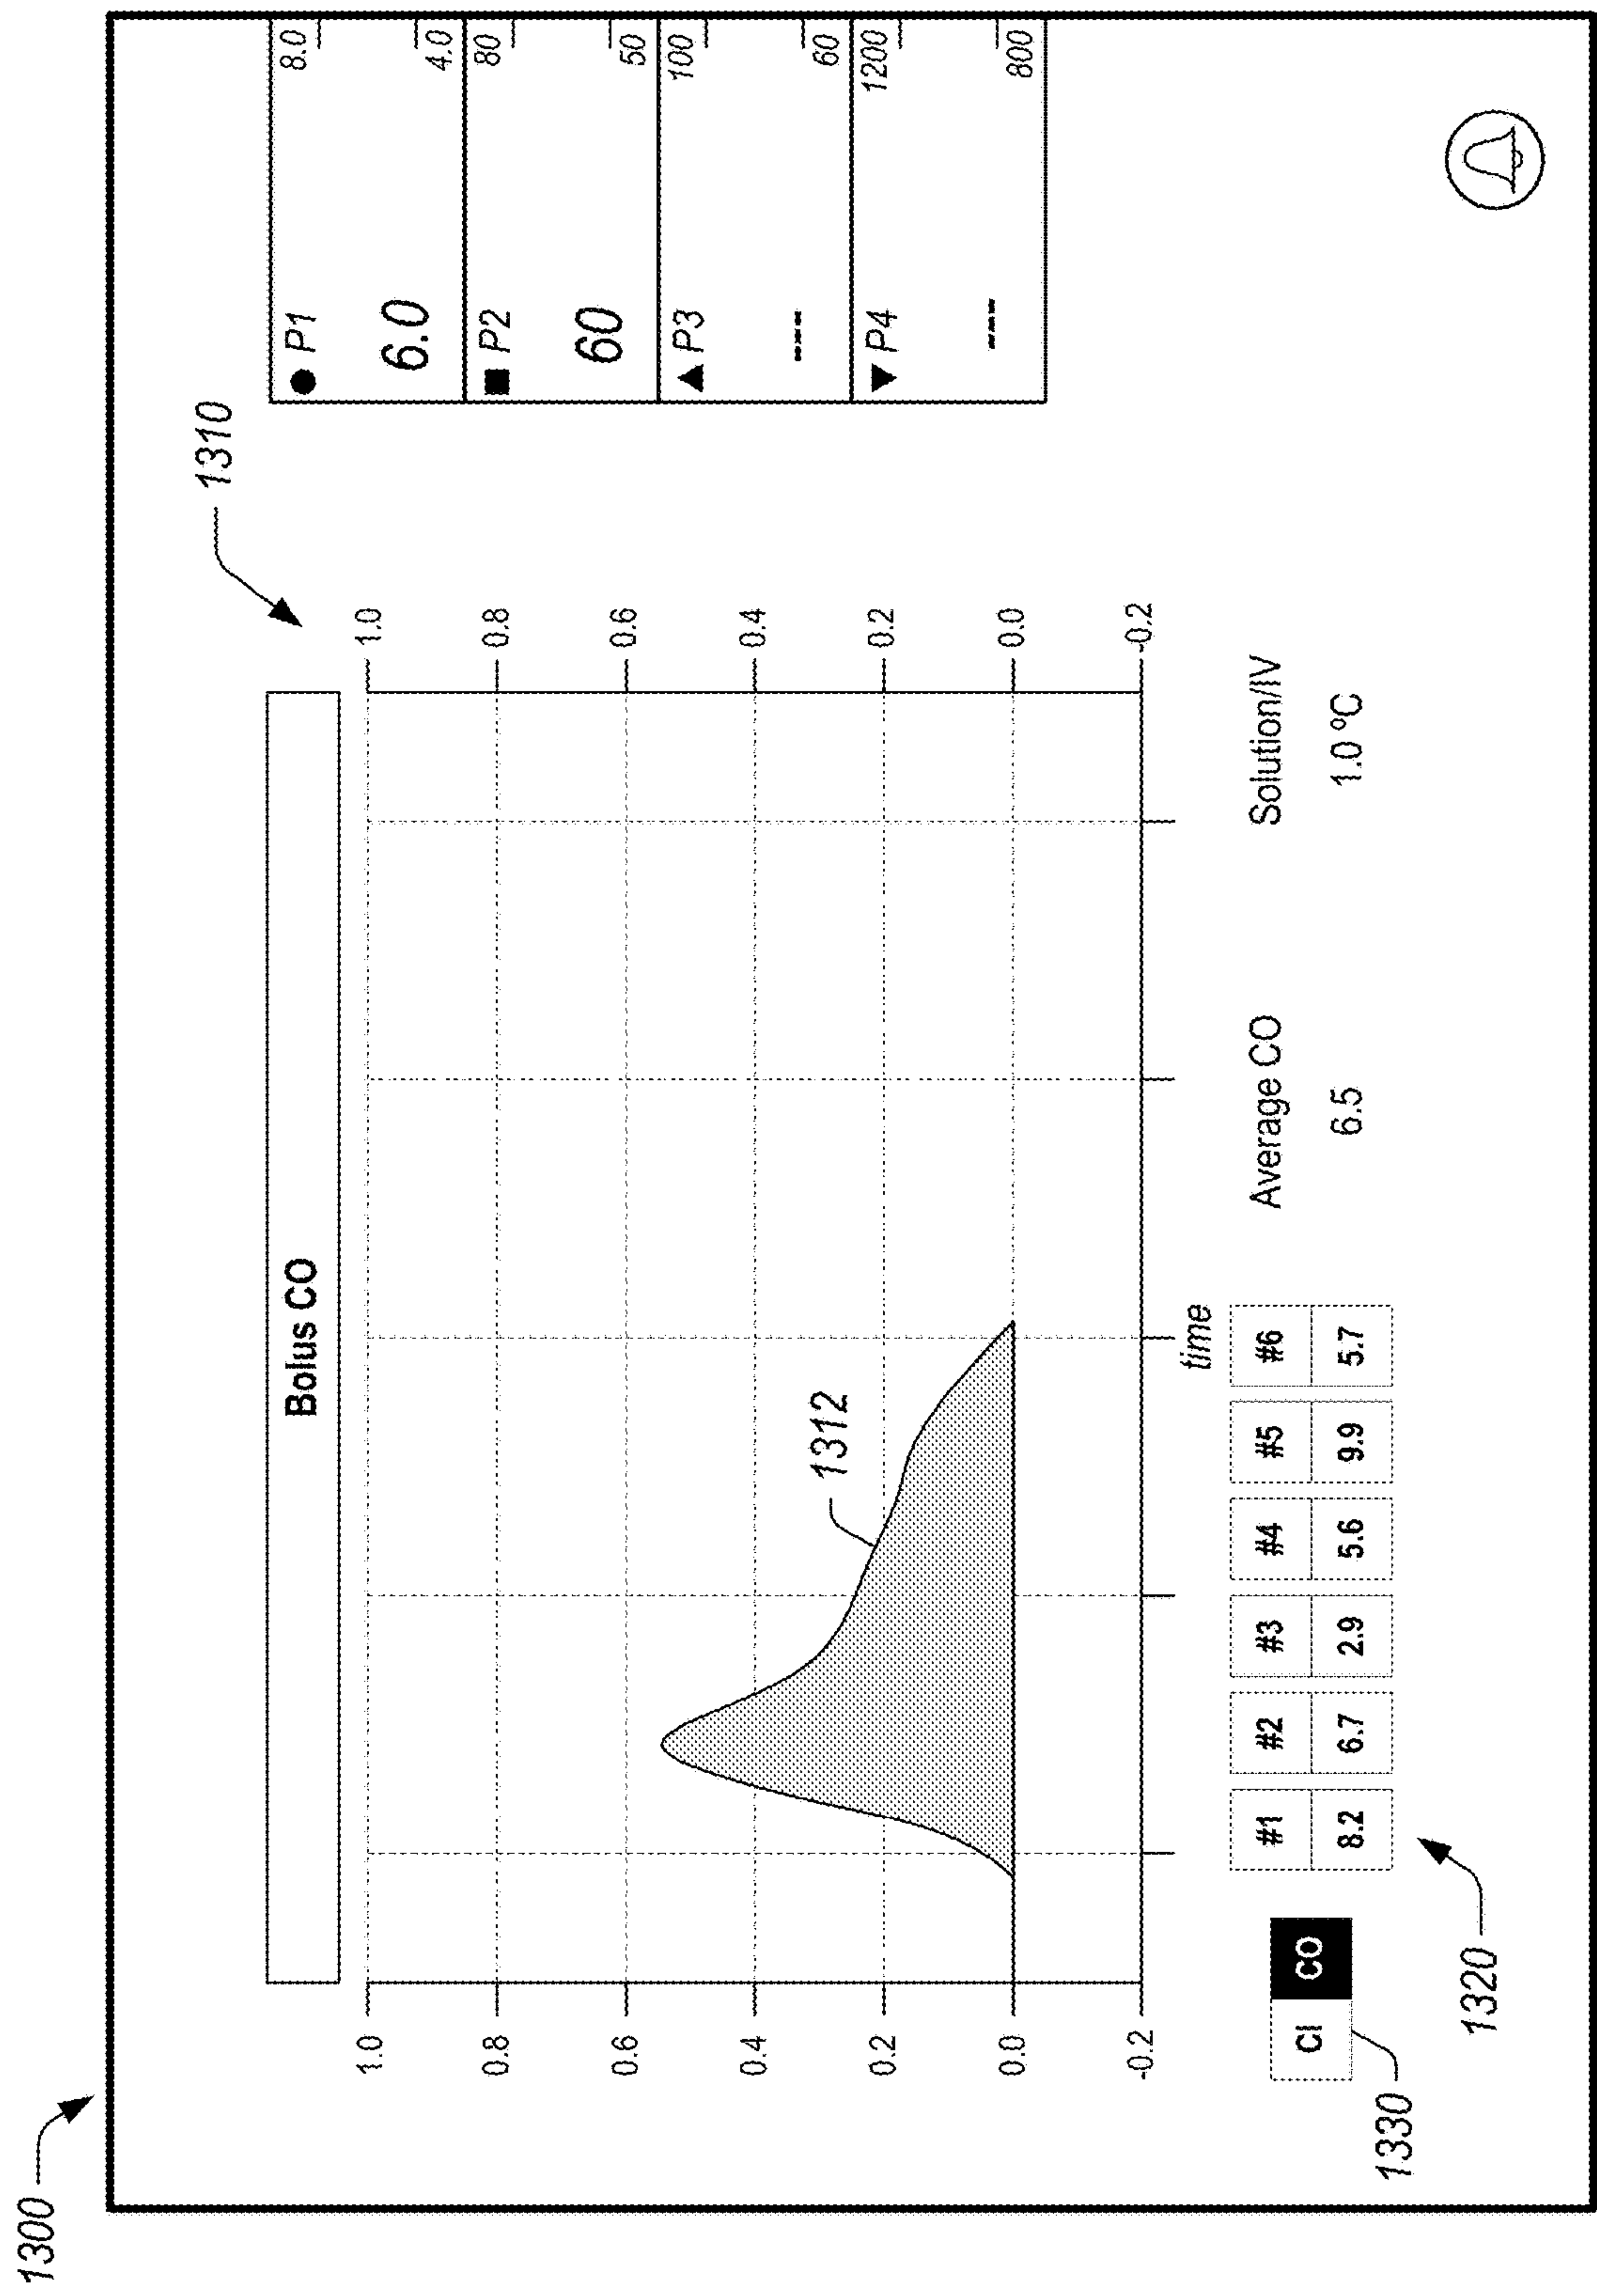 1300
Bolus CO
1310
1.0
0.8
0.6
0.4
0.2
0.0
-0.2
1.0
0.8
0.6
0.4
0.2
0.0
-0.2
1312
time
P1
8.0
6.0
4.0
P2
80
60
50
P3
100
---
60
P4
1200
---
800
CI CO
1330
#1 #2 #3 #4 #5 #6
8.2 6.7 2.9 5.6 9.9 5.7
1320
Average CO
6.5
Solution/IV
1.0 ºC